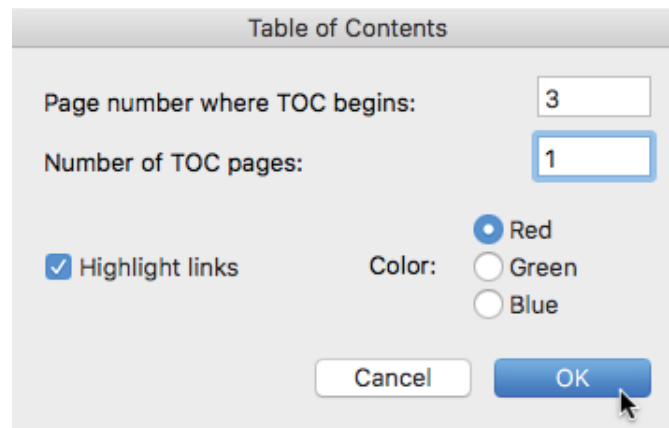 Table of Contents
Page number where TOC begins: 3
Number of TOC pages: 1
Highlight links Color: Red
Green
Blue
Cancel OK